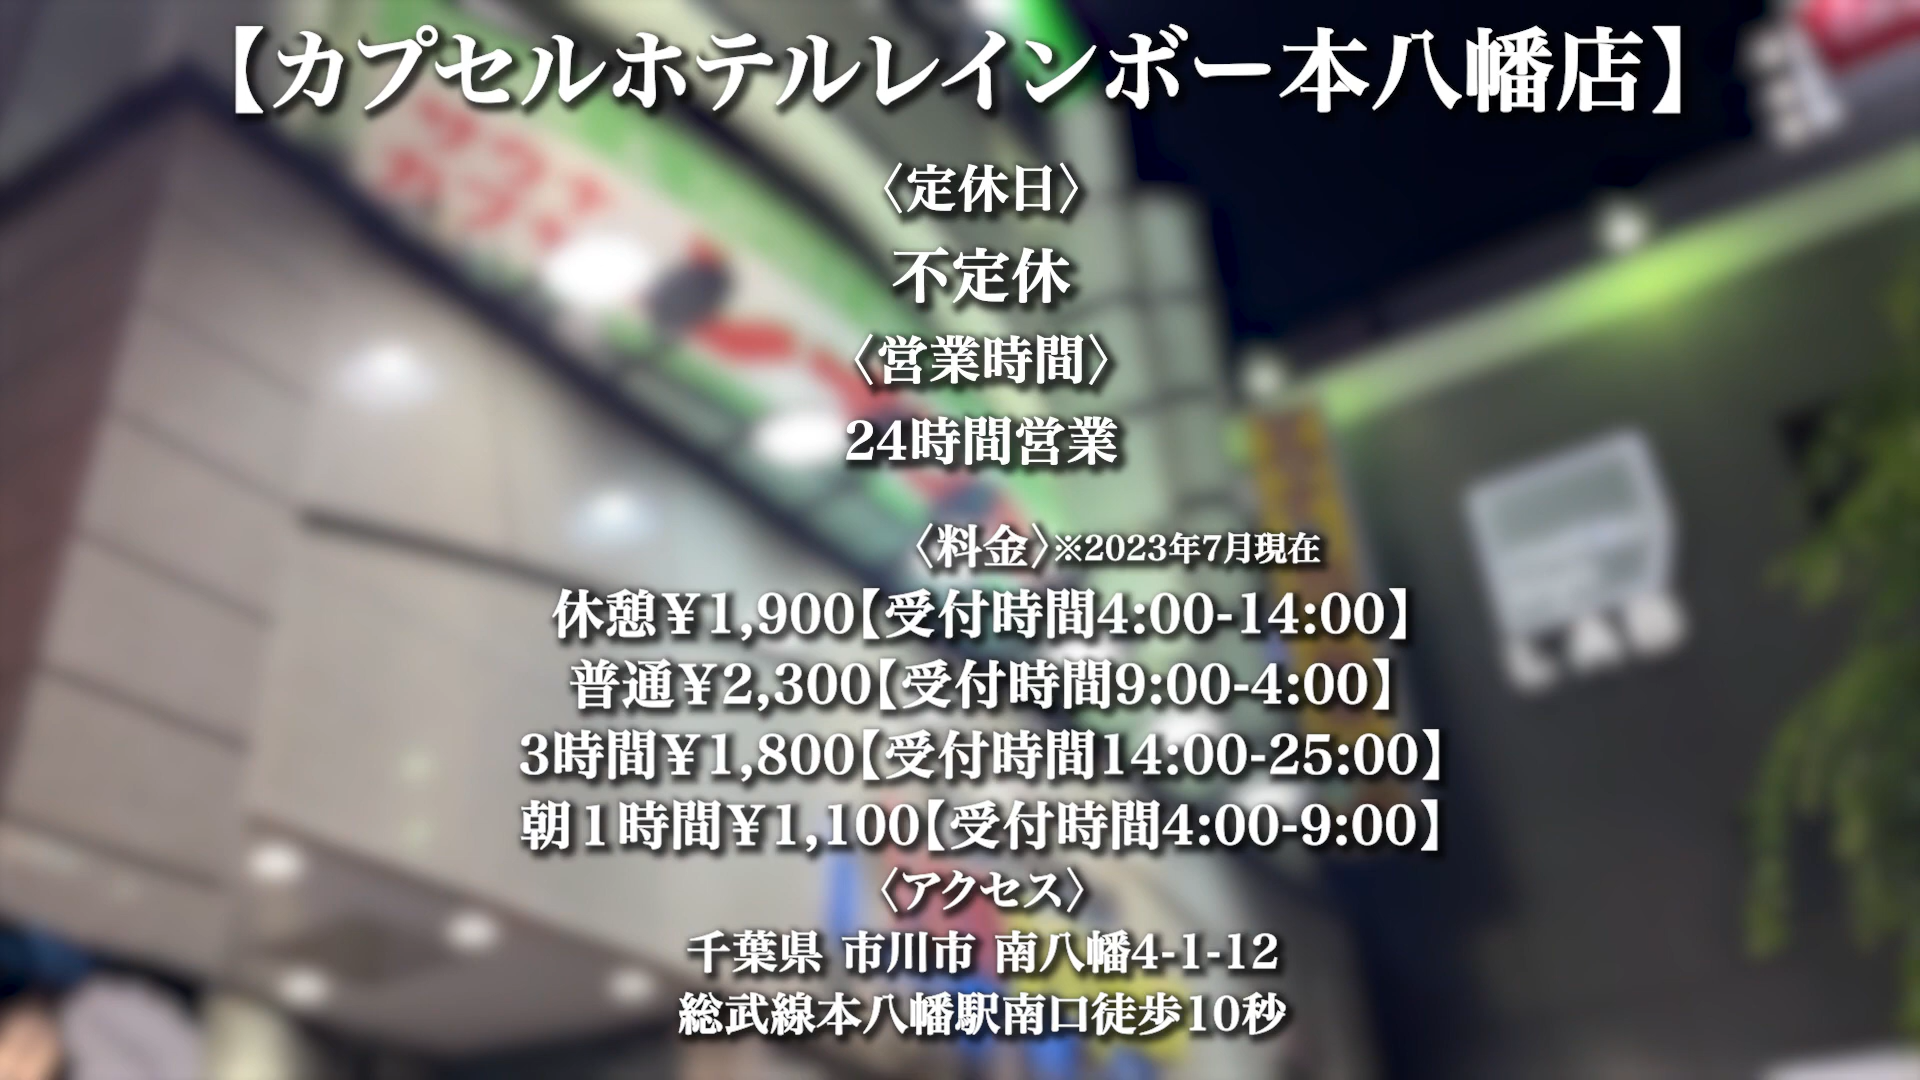 【カプセルホテルレインボー本八幡店】
〈定休日〉
不定休
〈営業時間〉
24時間営業
〈料金〉※2023年7月現在
休憩￥1,900【受付時間4:00-14:00】
普通￥2,300【受付時間9:00-4:00】
3時間￥1,800【受付時間14:00-25:00】
朝１時間￥1,100【受付時間4:00-9:00】
〈アクセス〉
千葉県 市川市 南八幡4-1-12
総武線本八幡駅南口徒歩10秒